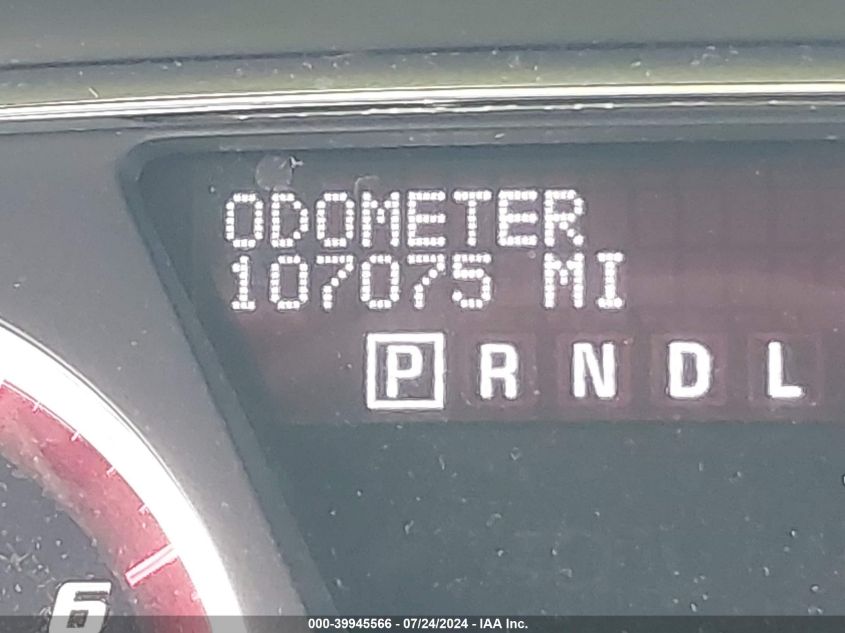 ODOMETER
107075 MI
P R N D L
6
000-39945566 - 07/24/2024 - IAA Inc.